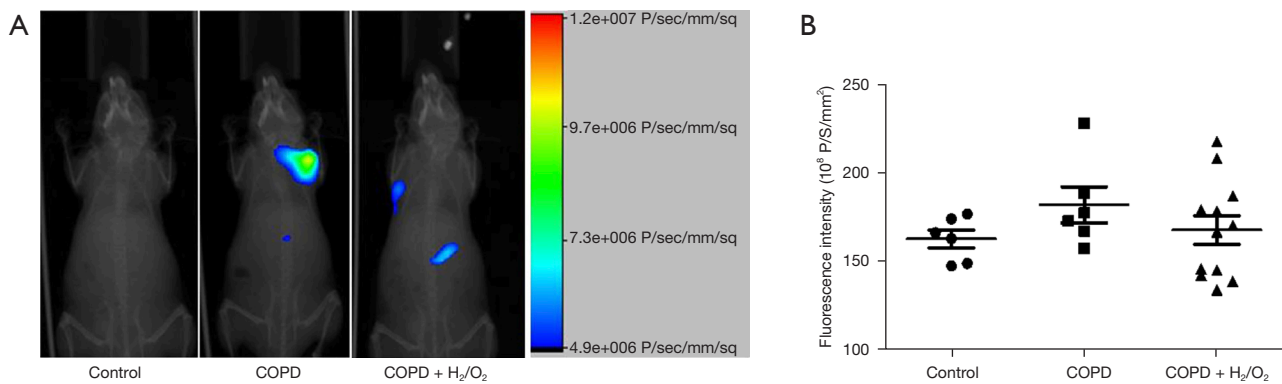 A
1.2e+007 P/sec/mm/sq
9.7e+006 P/sec/mm/sq
7.3e+006 P/sec/mm/sq
4.9e+006 P/sec/mm/sq
Control
COPD
COPD + H₂/O₂
B
Fluorescence intensity (10⁸ P/S/mm²)
250
200
150
100
Control
COPD
COPD + H₂/O₂